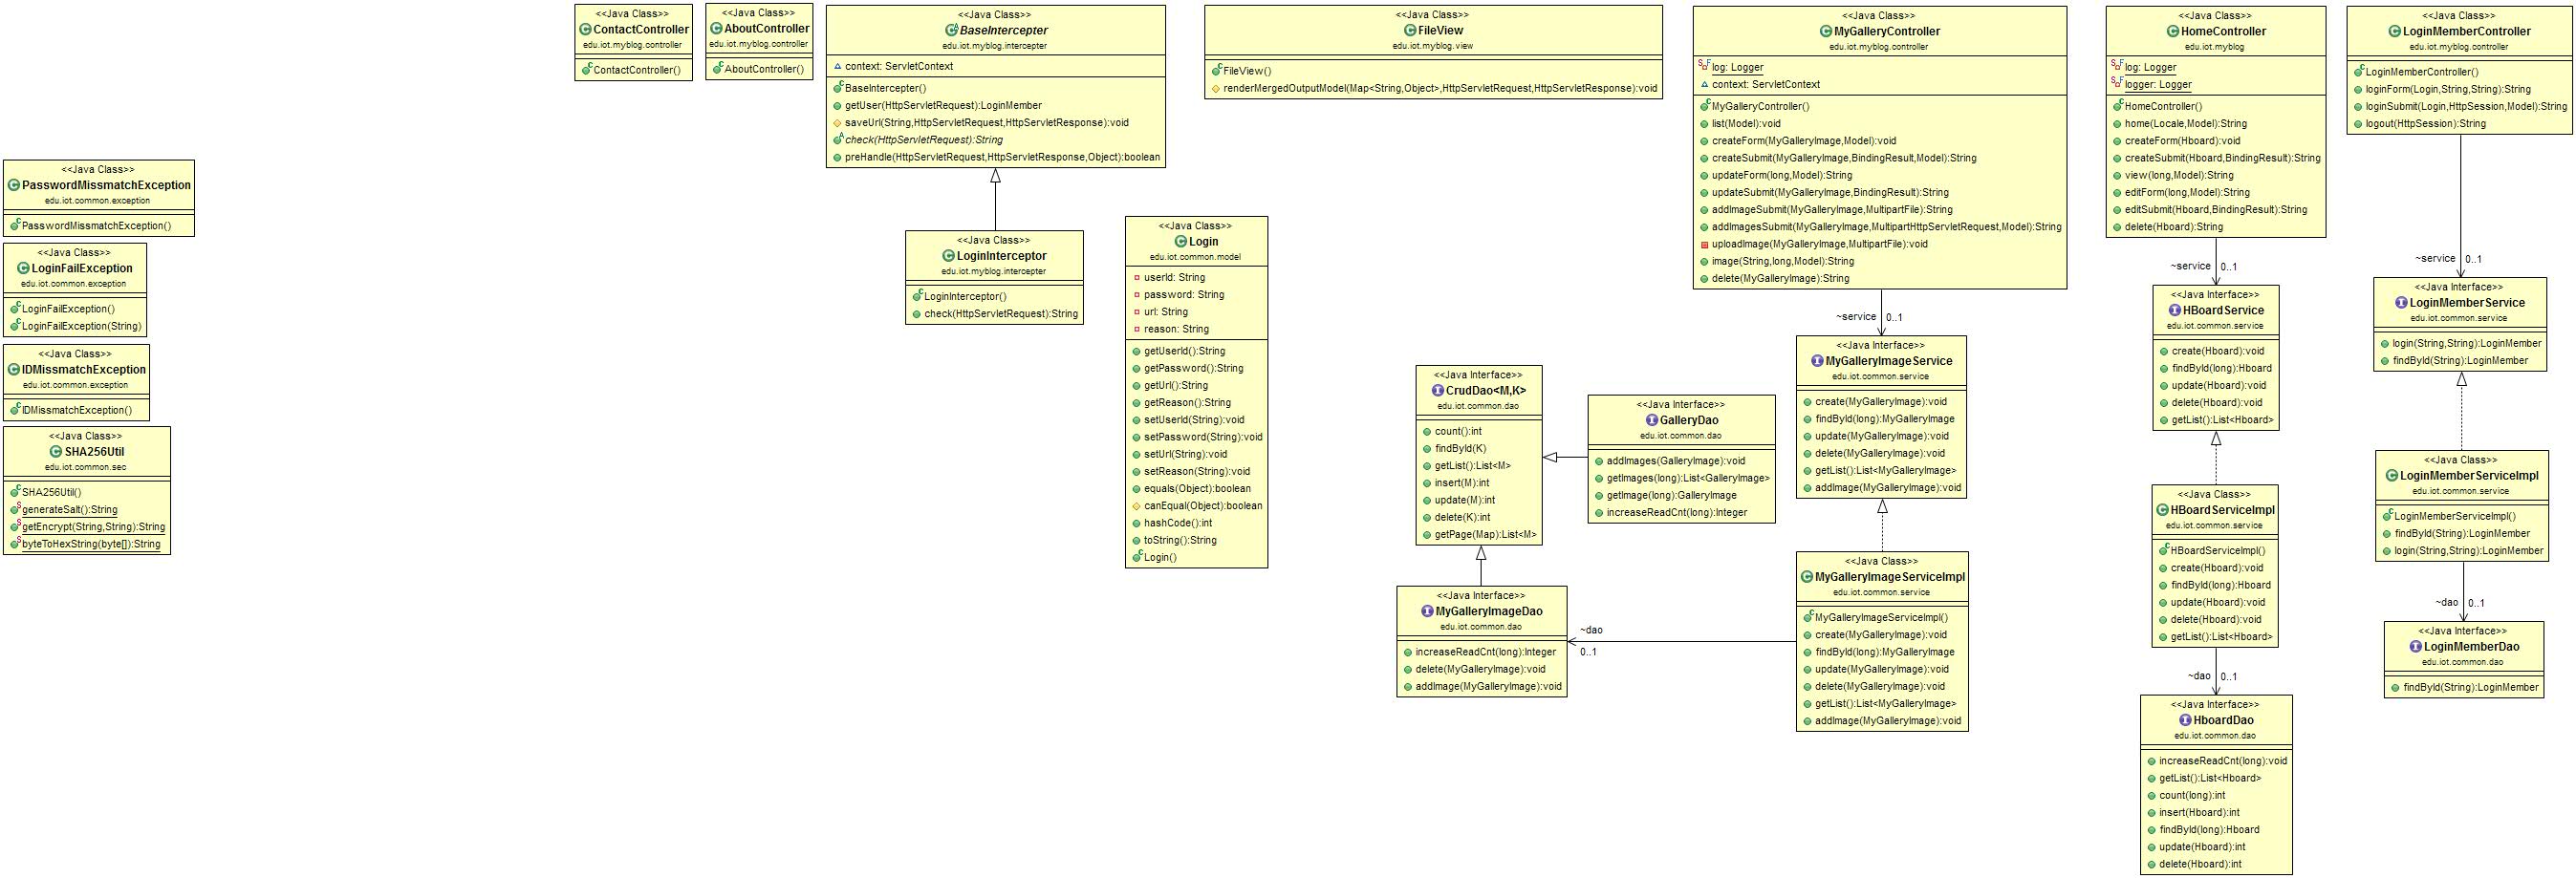 <<Java Class>>
ContactController
edu.iot.myblog.controller
ContactController()
<<Java Class>>
AboutController
edu.iot.myblog.controller
AboutController()
<<Java Class>>
BaseIntercepter
edu.iot.myblog.intercepter
context: ServletContext
BaseIntercepter()
getUser(HttpServletRequest):LoginMember
saveUrl(String,HttpServletRequest,HttpServletResponse):void
check(HttpServletRequest):String
preHandle(HttpServletRequest,HttpServletResponse,Object):boolean
<<Java Class>>
FileView
edu.iot.myblog.view
FileView()
renderMergedOutputModel(Map<String,Object>,HttpServletRequest,HttpServletResponse):void
<<Java Class>>
MyGalleryController
edu.iot.myblog.controller
log: Logger
context: ServletContext
MyGalleryController()
list(Model):void
createForm(MyGalleryImage,Model):void
createSubmit(MyGalleryImage,BindingResult,Model):String
updateForm(long,Model):String
updateSubmit(MyGalleryImage,BindingResult):String
addImageSubmit(MyGalleryImage,MultipartFile):String
addImagesSubmit(MyGalleryImage,MultipartHttpServletRequest,Model):String
uploadImage(MyGalleryImage,MultipartFile):void
image(String,long,Model):String
delete(MyGalleryImage):String
<<Java Class>>
HomeController
edu.iot.myblog
log: Logger
logger: Logger
HomeController()
home(Locale,Model):String
createForm(Hboard):void
createSubmit(Hboard,BindingResult):String
view(long,Model):String
editForm(long,Model):String
editSubmit(Hboard,BindingResult):String
delete(Hboard):String
<<Java Class>>
LoginMemberController
edu.iot.myblog.controller
LoginMemberController()
loginForm(Login,String,String):String
loginSubmit(Login,HttpSession,Model):String
logout(HttpSession):String
<<Java Class>>
PasswordMissmatchException
edu.iot.common.exception
PasswordMissmatchException()
<<Java Class>>
LoginFailException
edu.iot.common.exception
LoginFailException()
LoginFailException(String)
<<Java Class>>
IDMissmatchException
edu.iot.common.exception
IDMissmatchException()
<<Java Class>>
SHA256Util
edu.iot.common.sec
SHA256Util()
generateSalt():String
getEncrypt(String,String):String
byteToHexString(byte[]):String
<<Java Class>>
LoginInterceptor
edu.iot.myblog.intercepter
LoginInterceptor()
check(HttpServletRequest):String
<<Java Class>>
Login
edu.iot.common.model
userId: String
password: String
url: String
reason: String
getUserId():String
getPassword():String
getUrl():String
getReason():String
setUserId(String):void
setPassword(String):void
setUrl(String):void
setReason(String):void
equals(Object):boolean
canEqual(Object):boolean
hashCode():int
toString():String
Login()
<<Java Interface>>
CrudDao<M,K>
edu.iot.common.dao
count():int
findById(K)
getList():List<M>
insert(M):int
update(M):int
delete(K):int
getPage(Map):List<M>
<<Java Interface>>
GalleryDao
edu.iot.common.dao
addImages(GalleryImage):void
getImages(long):List<GalleryImage>
getImage(long):GalleryImage
increaseReadCnt(long):Integer
<<Java Interface>>
MyGalleryImageDao
edu.iot.common.dao
increaseReadCnt(long):Integer
delete(MyGalleryImage):void
addImage(MyGalleryImage):void
~service 0..1
<<Java Interface>>
MyGalleryImageService
edu.iot.common.service
create(MyGalleryImage):void
findById(long):MyGalleryImage
update(MyGalleryImage):void
delete(MyGalleryImage):void
getList():List<MyGalleryImage>
addImage(MyGalleryImage):void
<<Java Class>>
MyGalleryImageServiceImpl
edu.iot.common.service
MyGalleryImageServiceImpl()
create(MyGalleryImage):void
findById(long):MyGalleryImage
update(MyGalleryImage):void
delete(MyGalleryImage):void
getList():List<MyGalleryImage>
addImage(MyGalleryImage):void
~dao
0..1
~service 0..1
<<Java Interface>>
HBoardService
edu.iot.common.service
create(Hboard):void
findById(long):Hboard
update(Hboard):void
delete(Hboard):void
getList():List<Hboard>
<<Java Class>>
HBoardServiceImpl
edu.iot.common.service
HBoardServiceImpl()
create(Hboard):void
findById(long):Hboard
update(Hboard):void
delete(Hboard):void
getList():List<Hboard>
~dao 0..1
<<Java Interface>>
HboardDao
edu.iot.common.dao
increaseReadCnt(long):void
getList():List<Hboard>
count(long):int
insert(Hboard):int
findById(long):Hboard
update(Hboard):int
delete(Hboard):int
~service 0..1
<<Java Interface>>
LoginMemberService
edu.iot.common.service
login(String,String):LoginMember
findById(String):LoginMember
<<Java Class>>
LoginMemberServiceImpl
edu.iot.common.service
LoginMemberServiceImpl()
findById(String):LoginMember
login(String,String):LoginMember
~dao 0..1
<<Java Interface>>
LoginMemberDao
edu.iot.common.dao
findById(String):LoginMember